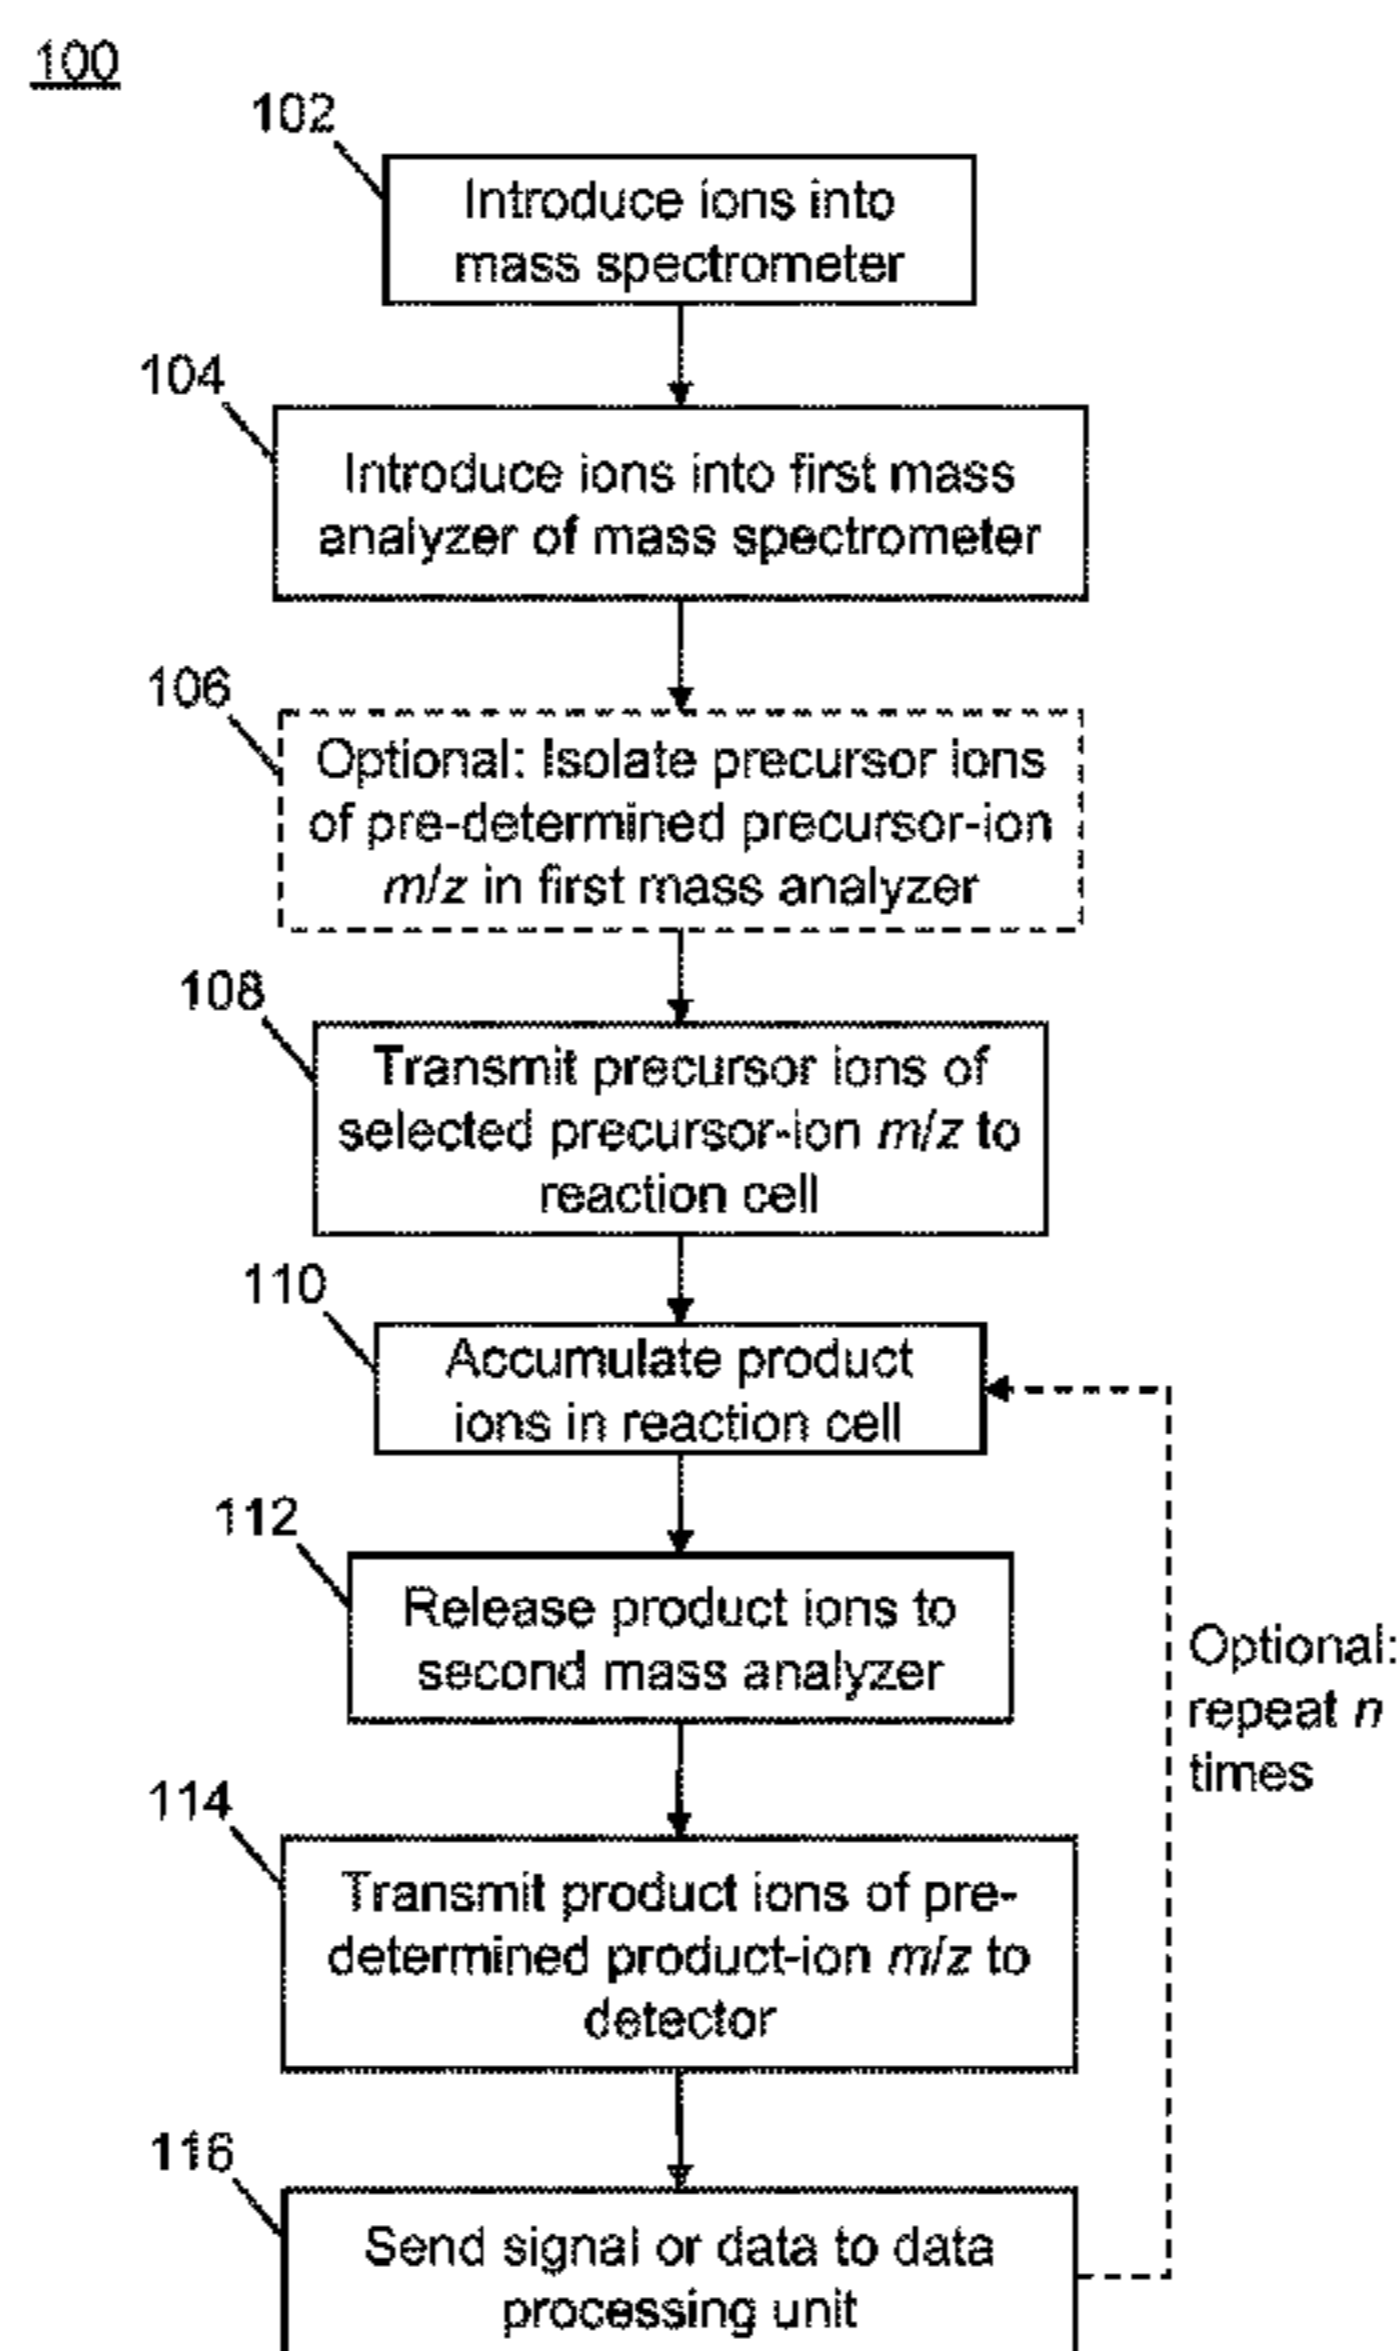 100
102
Introduce ions into
mass spectrometer
104
Introduce ions into first mass
analyzer of mass spectrometer
106
Optional: Isolate precursor ions
of pre-determined precursor-ion
m/z in first mass analyzer
108
Transmit precursor ions of
selected precursor-ion m/z to
reaction cell
110
Accumulate product
ions in reaction cell
112
Release product ions to
second mass analyzer
Optional:
repeat n
times
114
Transmit product ions of pre-
determined product-ion m/z to
detector
116
Send signal or data to data
processing unit